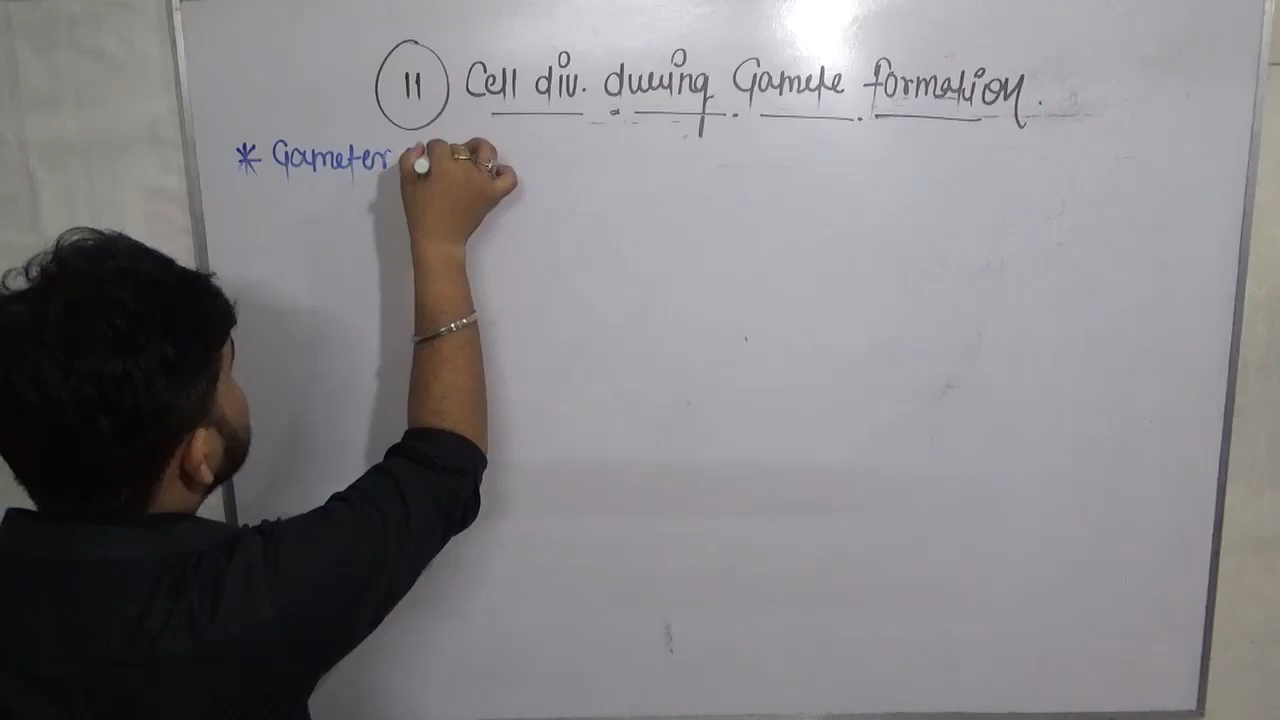 11 Cell div. during Gamete formation.
* Gametes